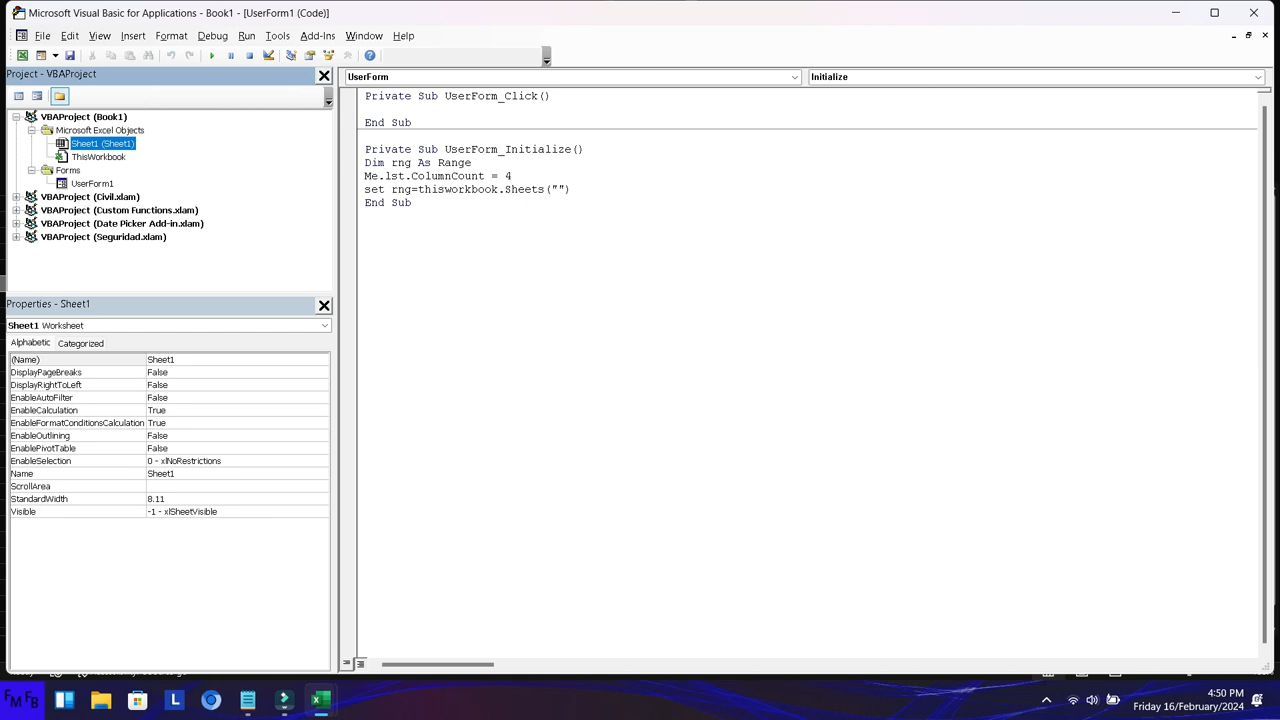 Microsoft Visual Basic for Applications - Book1 - [UserForm1 (Code)]
File Edit View Insert Format Debug Run Tools Add-Ins Window Help
Project - VBAProject
UserForm
Initialize
VBAProject (Book1)
Microsoft Excel Objects
Sheet1 (Sheet1)
ThisWorkbook
Forms
UserForm1
VBAProject (Civil.xlam)
VBAProject (Custom Functions.xlam)
VBAProject (Date Picker Add-in.xlam)
VBAProject (Seguridad.xlam)
Private Sub UserForm_Click()
End Sub
Private Sub UserForm_Initialize()
Dim rng As Range
Me.lst.ColumnCount = 4
set rng=thisworkbook.Sheets("")
End Sub
Properties - Sheet1
Sheet1 Worksheet
Alphabetic Categorized
(Name) Sheet1
DisplayPageBreaks False
DisplayRightToLeft False
EnableAutoFilter False
EnableCalculation True
EnableFormatConditionsCalculation True
EnableOutlining False
EnablePivotTable False
EnableSelection 0 - xlNoRestrictions
Name Sheet1
ScrollArea
StandardWidth 8.11
Visible -1 - xlSheetVisible
FM FB
L
4:50 PM
Friday 16/February/2024